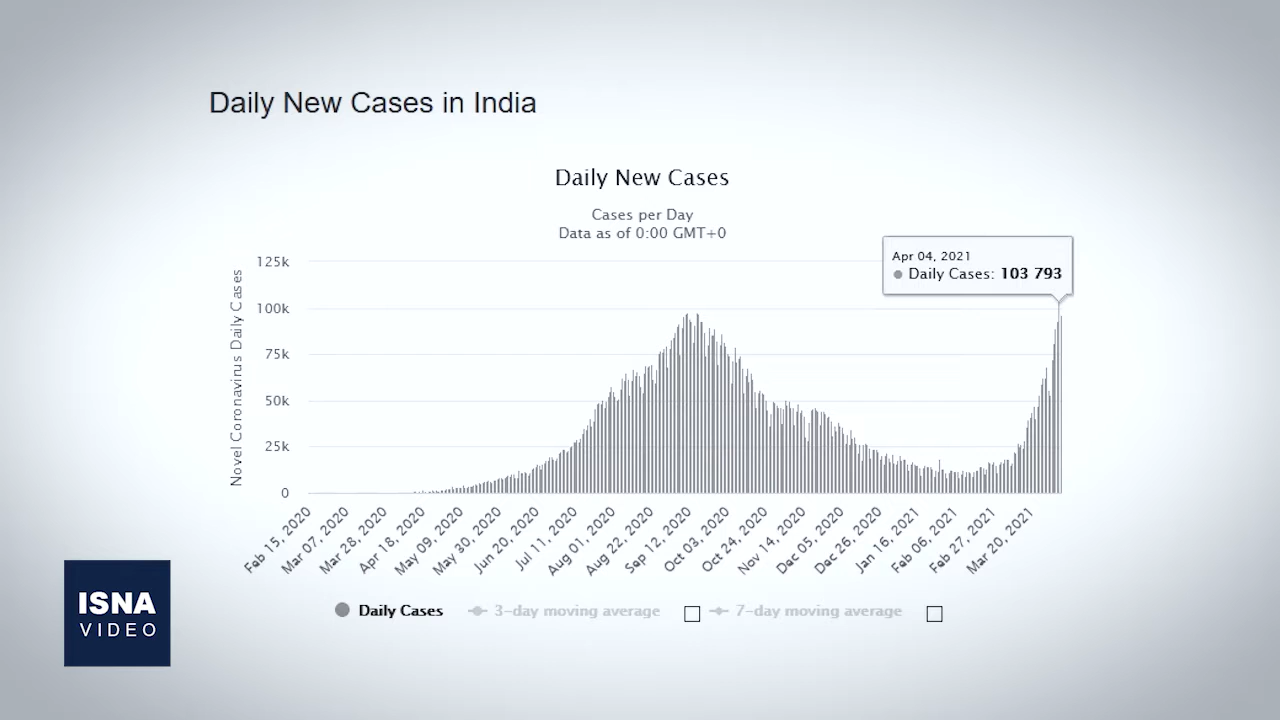 Daily New Cases in India
Daily New Cases
Cases per Day
Data as of 0:00 GMT+0
Apr 04, 2021
Daily Cases: 103 793
Novel Coronavirus Daily Cases
125k
100k
75k
50k
25k
0
Feb 15, 2020
Mar 07, 2020
Mar 28, 2020
Apr 18, 2020
May 09, 2020
May 30, 2020
Jun 20, 2020
Jul 11, 2020
Aug 01, 2020
Aug 22, 2020
Sep 12, 2020
Oct 03, 2020
Oct 24, 2020
Nov 14, 2020
Dec 05, 2020
Dec 26, 2020
Jan 16, 2021
Feb 06, 2021
Feb 27, 2021
Mar 20, 2021
Daily Cases
3-day moving average
7-day moving average
ISNA
VIDEO